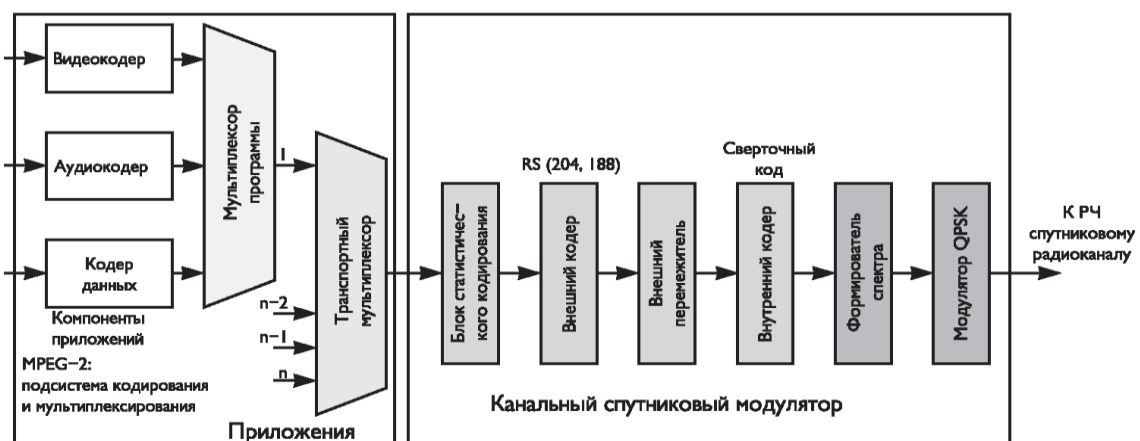 Видеокодер
Аудиокодер
Кодер
данных
Компоненты
приложений
MPEG–2:
подсистема кодирования
и мультиплексирования
Мультиплексор
программы
1
n–2
n–1
n
Транспортный
мультиплексор
Приложения
Блок статистичес–
кого кодирования
RS (204, 188)
Внешний кодер
Внешний
перемежитель
Сверточный
код
Внутренний кодер
Формирователь
спектра
Модулятор QPSK
К РЧ
спутниковому
радиоканалу
Канальный спутниковый модулятор